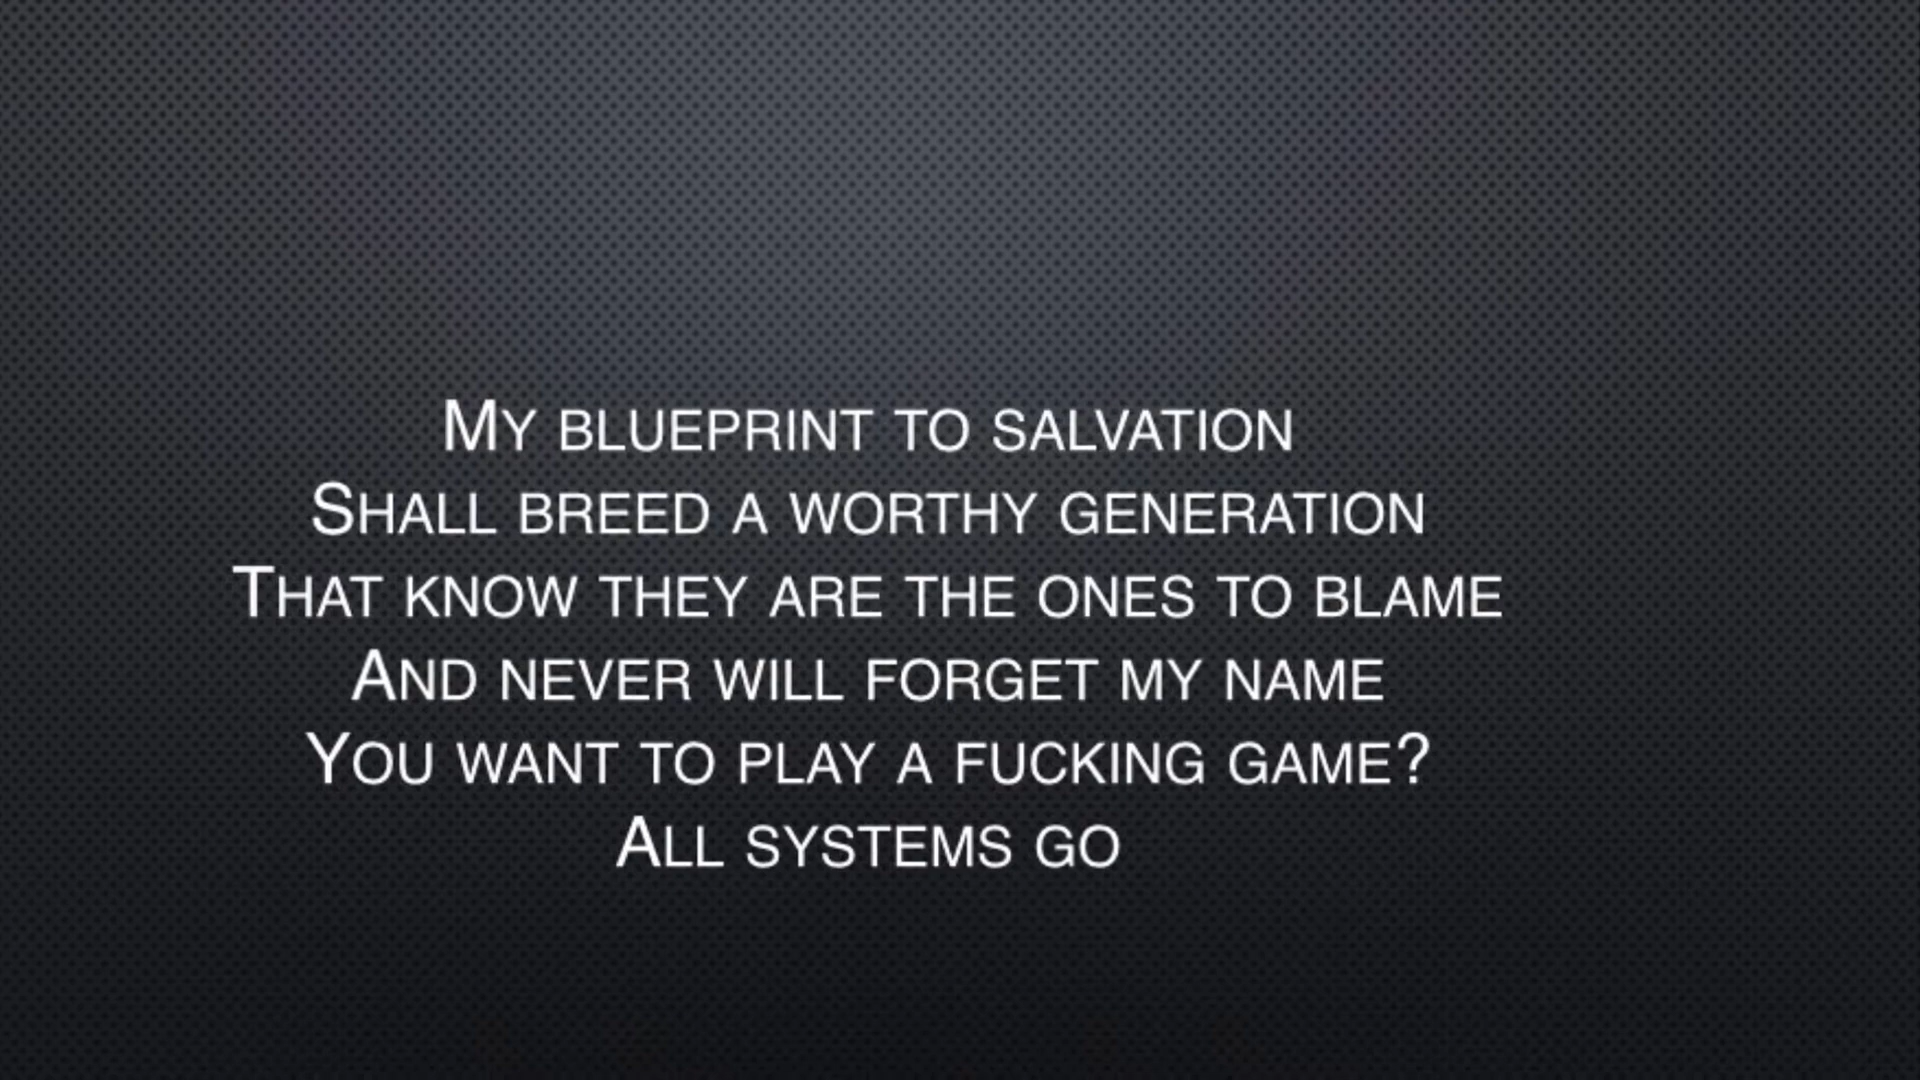 My blueprint to salvation
Shall breed a worthy generation
That know they are the ones to blame
And never will forget my name
You want to play a fucking game?
All systems go